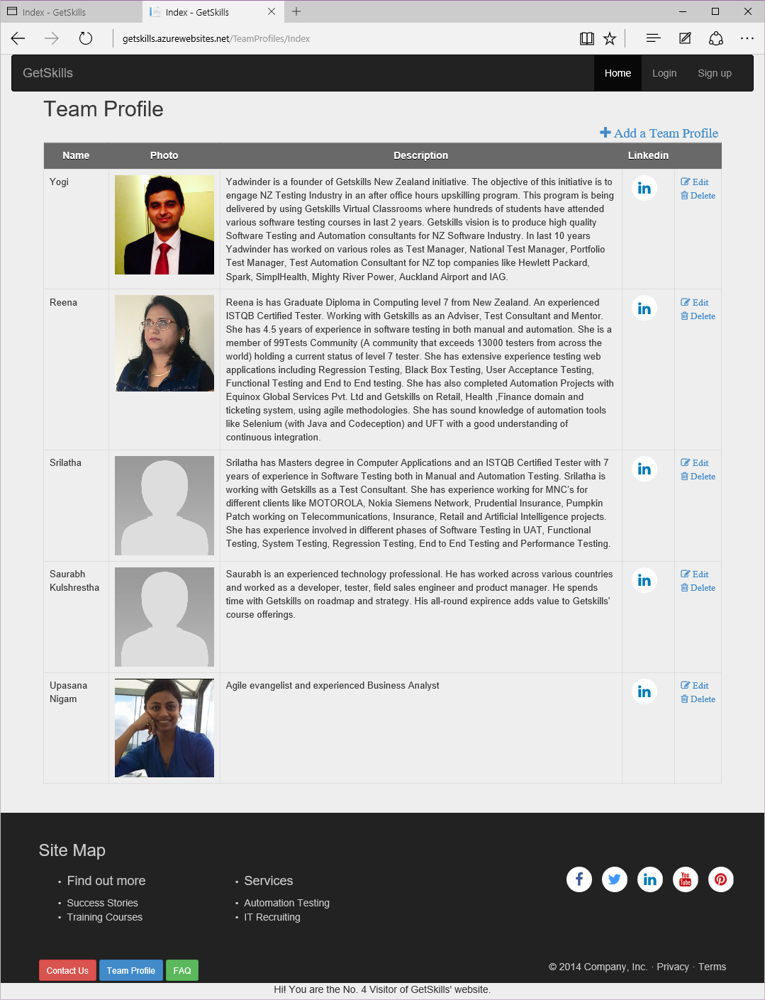 Index - GetSkills
Index - GetSkills
getskills.azurewebsites.net/TeamProfiles/Index
GetSkills
Home
Login
Sign up
Team Profile
Add a Team Profile
Name
Photo
Description
Linkedin
Yogi
Yadwinder is a founder of Getskills New Zealand initiative. The objective of this initiative is to
engage NZ Testing Industry in an after office hours upskilling program. This program is being
delivered by using Getskills Virtual Classrooms where hundreds of students have attended
various software testing courses in last 2 years. Getskills vision is to produce high quality
Software Testing and Automation consultants for NZ Software Industry. In last 10 years
Yadwinder has worked on various roles as Test Manager, National Test Manager, Portfolio
Test Manager, Test Automation Consultant for NZ top companies like Hewlett Packard,
Spark, SimplHealth, Mighty River Power, Auckland Airport and IAG.
in
Edit
Delete
Reena
Reena is has Graduate Diploma in Computing level 7 from New Zealand. An experienced
ISTQB Certified Tester. Working with Getskills as an Adviser, Test Consultant and Mentor.
She has 4.5 years of experience in software testing in both manual and automation. She is a
member of 99Tests Community (A community that exceeds 13000 testers from across the
world) holding a current status of level 7 tester. She has extensive experience testing web
applications including Regression Testing, Black Box Testing, User Acceptance Testing,
Functional Testing and End to End testing. She has also completed Automation Projects with
Equinox Global Services Pvt. Ltd and Getskills on Retail, Health ,Finance domain and
ticketing system, using agile methodologies. She has sound knowledge of automation tools
like Selenium (with Java and Codeception) and UFT with a good understanding of
continuous integration.
in
Edit
Delete
Srilatha
Srilatha has Masters degree in Computer Applications and an ISTQB Certified Tester with 7
years of experience in Software Testing both in Manual and Automation Testing. Srilatha is
working with Getskills as a Test Consultant. She has experience working for MNC's for
different clients like MOTOROLA, Nokia Siemens Network, Prudential Insurance, Pumpkin
Patch working on Telecommunications, Insurance, Retail and Artificial Intelligence projects.
She has experience involved in different phases of Software Testing in UAT, Functional
Testing, System Testing, Regression Testing, End to End Testing and Performance Testing.
in
Edit
Delete
Saurabh
Kulshrestha
Saurabh is an experienced technology professional. He has worked across various countries
and worked as a developer, tester, field sales engineer and product manager. He spends
time with Getskills on roadmap and strategy. His all-round expirence adds value to Getskills'
course offerings.
in
Edit
Delete
Upasana
Nigam
Agile evangelist and experienced Business Analyst
in
Edit
Delete
Site Map
• Find out more
• Success Stories
• Training Courses
• Services
• Automation Testing
• IT Recruiting
f
in
You
Tube
Contact Us
Team Profile
FAQ
© 2014 Company, Inc. · Privacy · Terms
Hi! You are the No. 4 Visitor of GetSkills' website.